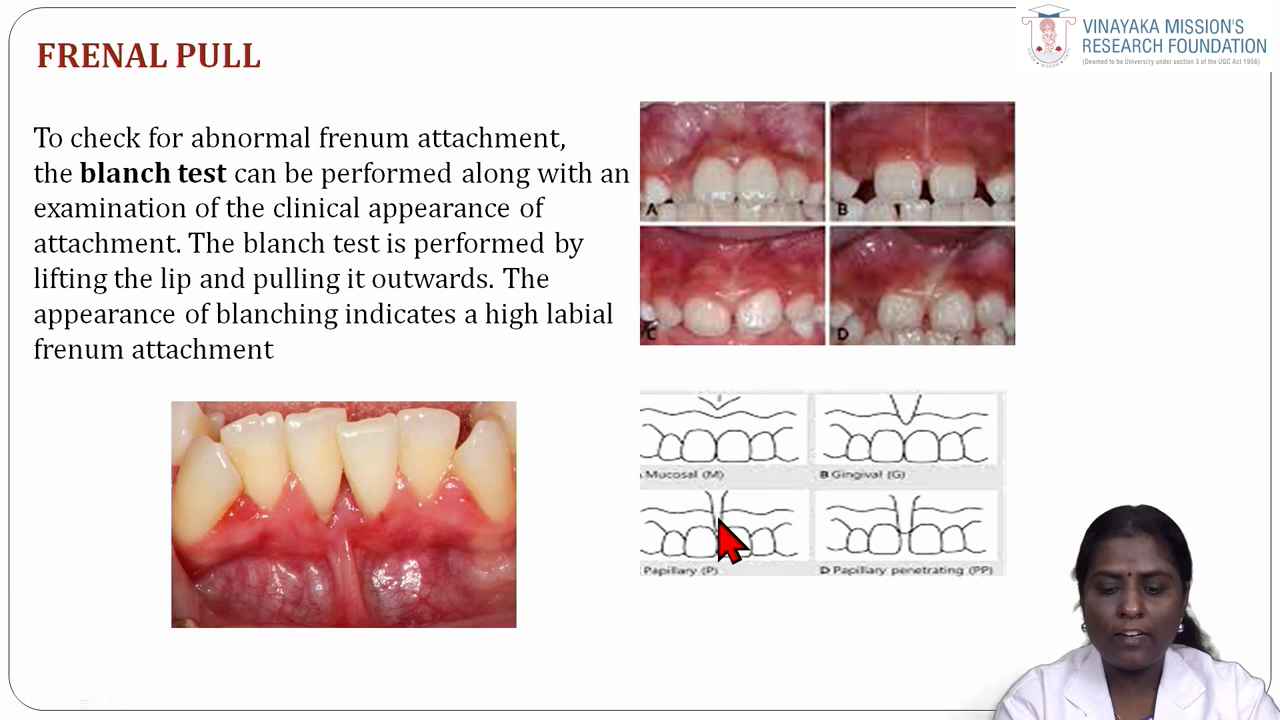 FRENAL PULL
VINAYAKA MISSION'S
RESEARCH FOUNDATION
(Deemed to be University under section 3 of the UGC Act 1956)
To check for abnormal frenum attachment,
the blanch test can be performed along with an
examination of the clinical appearance of
attachment. The blanch test is performed by
lifting the lip and pulling it outwards. The
appearance of blanching indicates a high labial
frenum attachment
A
B
C
D
Mucosal (M)
B Gingival (G)
Papillary (P)
D Papillary penetrating (PP)